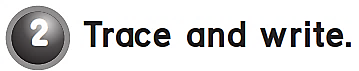 2 Trace and write.